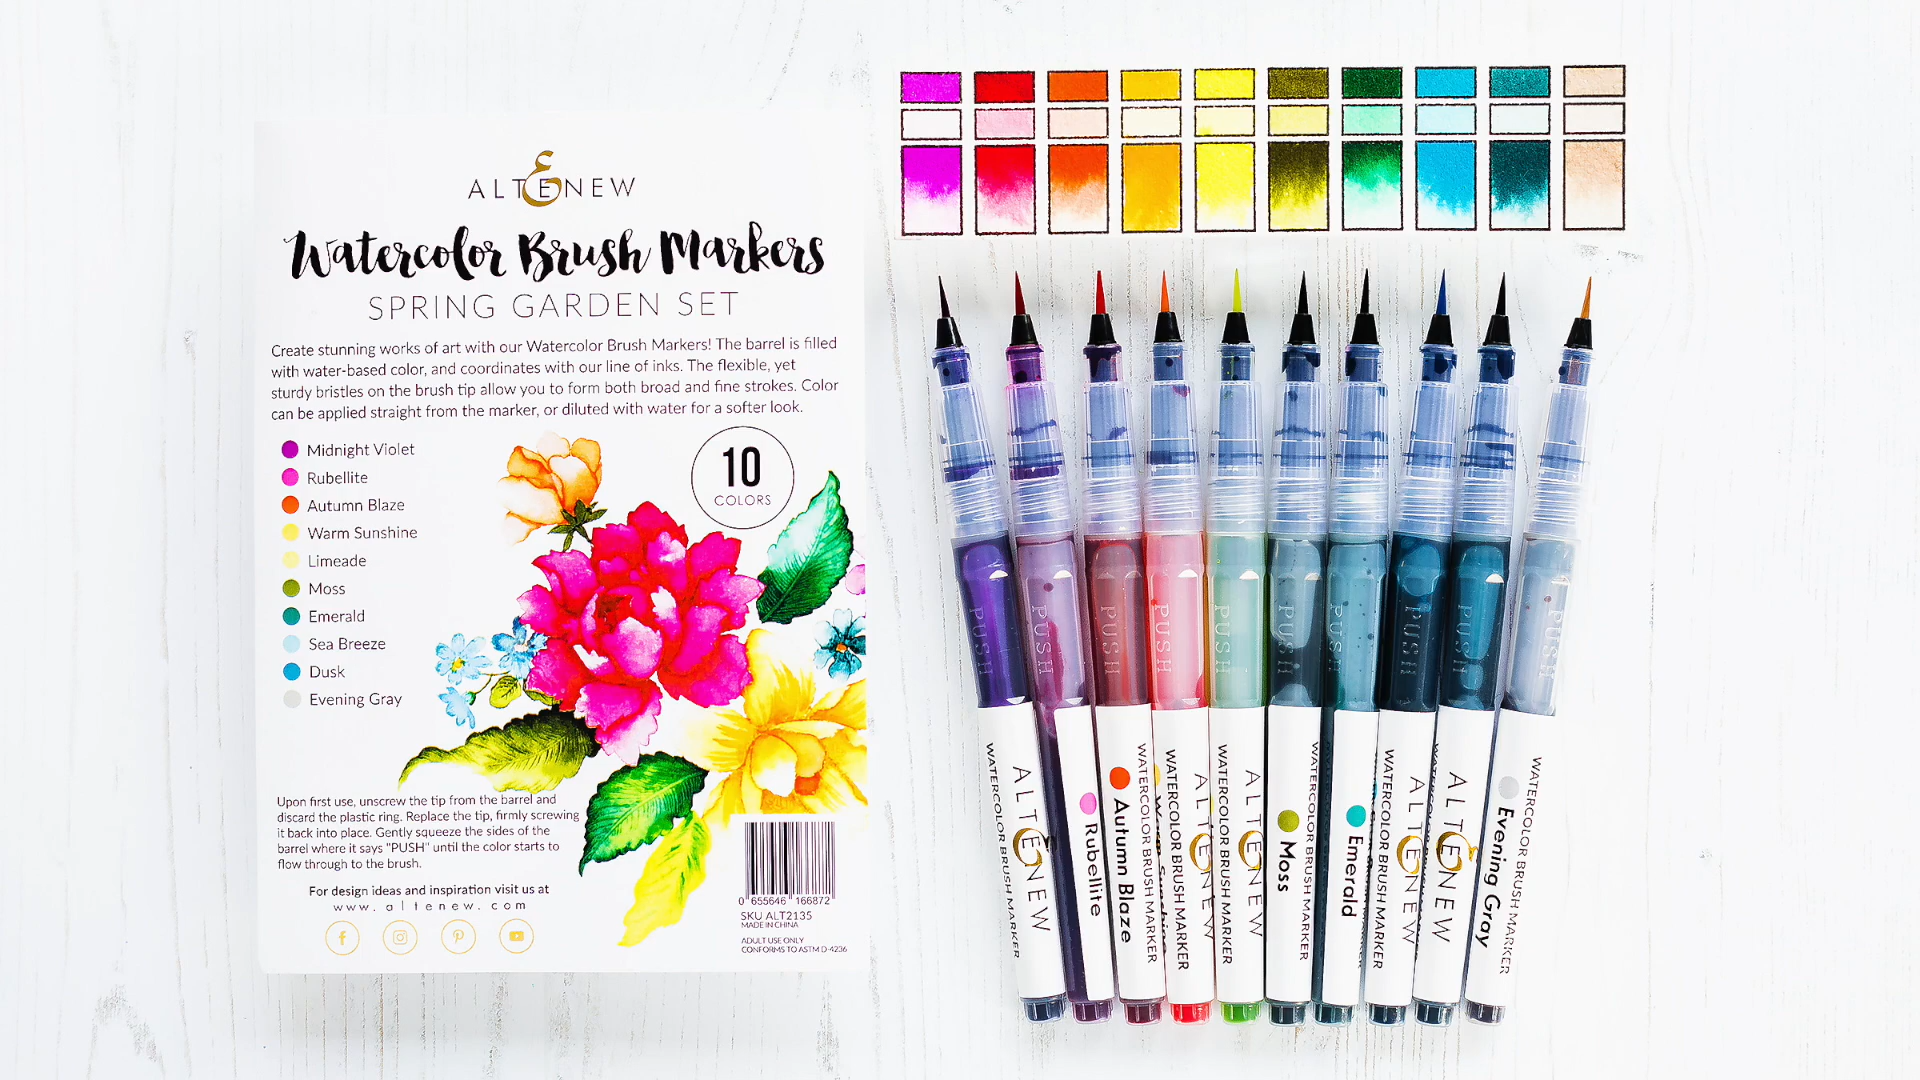 ALTENEW
Watercolor Brush Markers
SPRING GARDEN SET
Create stunning works of art with our Watercolor Brush Markers! The barrel is filled
with water-based color, and coordinates with our line of inks. The flexible, yet
sturdy bristles on the brush tip allow you to form both broad and fine strokes. Color
can be applied straight from the marker, or diluted with water for a softer look.
Midnight Violet
Rubellite
Autumn Blaze
Warm Sunshine
Limeade
Moss
Emerald
Sea Breeze
Dusk
Evening Gray
10
COLORS
Upon first use, unscrew the tip from the barrel and
discard the plastic ring. Replace the tip, firmly screwing
it back into place. Gently squeeze the sides of the
barrel where it says "PUSH" until the color starts to
flow through to the brush.
For design ideas and inspiration visit us at
www.altenew.com
0 655646 166872
SKU ALT2135
MADE IN CHINA
ADULT USE ONLY
CONFORMS TO ASTM D-4236
PUSH
PUSH
PUSH
PUSH
PUSH
PUSH
PUSH
PUSH
PUSH
PUSH
WATERCOLOR BRUSH MARKER
ALTENEW
Rubellite
Autumn Blaze
WATERCOLOR BRUSH MARKER
WATERCOLOR BRUSH MARKER
ALTENEW
WATERCOLOR BRUSH MARKER
ALTENEW
Moss
WATERCOLOR BRUSH MARKER
Emerald
WATERCOLOR BRUSH MARKER
ALTENEW
ALTENEW
Evening Gray
WATERCOLOR BRUSH MARKER